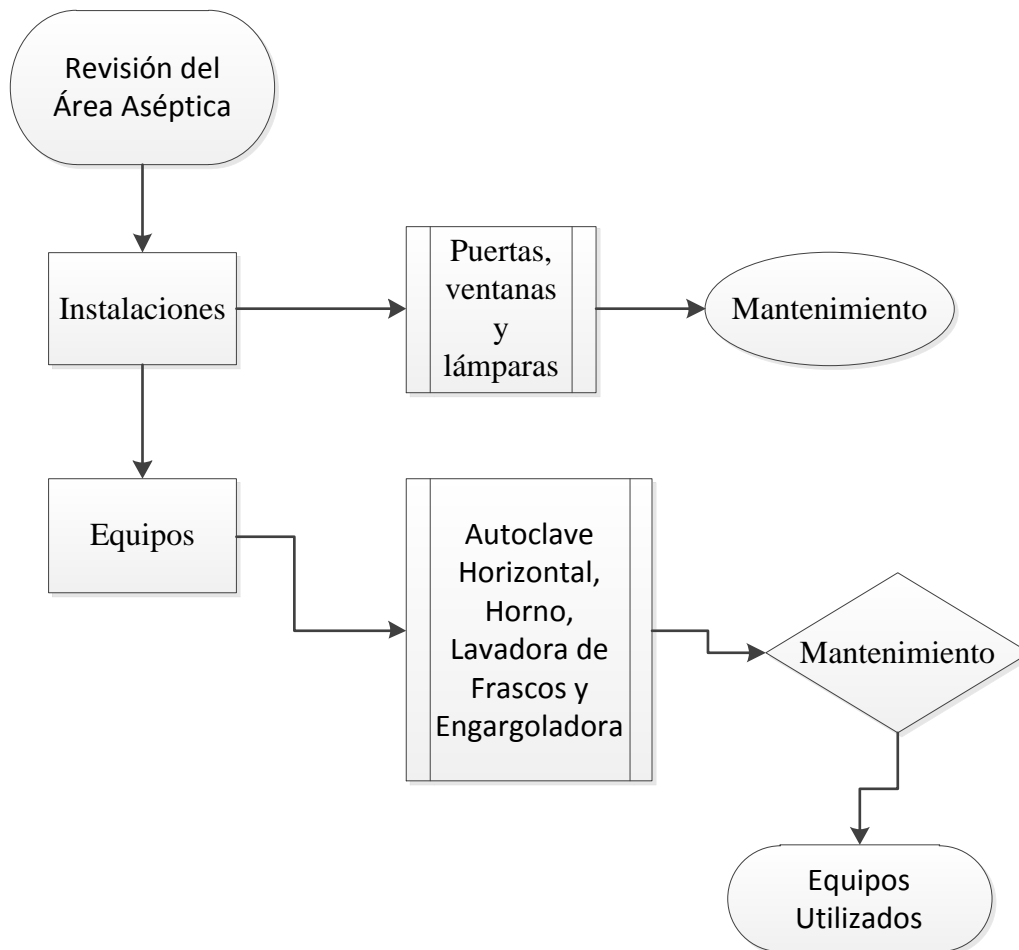 Revisión del
Área Aséptica
Instalaciones
Puertas,
ventanas
y
lámparas
Mantenimiento
Equipos
Autoclave
Horizontal,
Horno,
Lavadora de
Frascos y
Engargoladora
Mantenimiento
Equipos
Utilizados